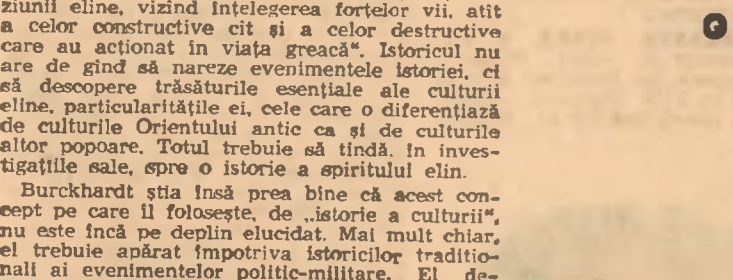 ziunii eline, vizînd înțelegerea forțelor vii, atît
a celor constructive cît și a celor destructive
care au acționat în viața greacă“. Istoricul nu
are de gînd să nareze evenimentele istoriei, ci
să descopere trăsăturile esențiale ale culturii
eline, particularitățile ei, cele care o diferențiază
de culturile Orientului antic ca și de culturile
altor popoare. Totul trebuie să tindă, în inves-
tigațiile sale, spre o istorie a spiritului elin.
Burckhardt știa însă prea bine că acest con-
cept pe care îl folosește, de „istorie a culturii“,
nu este încă pe deplin elucidat. Mai mult chiar,
el trebuie apărat împotriva istoricilor traditio-
nali ai evenimentelor politic-militare. El de-